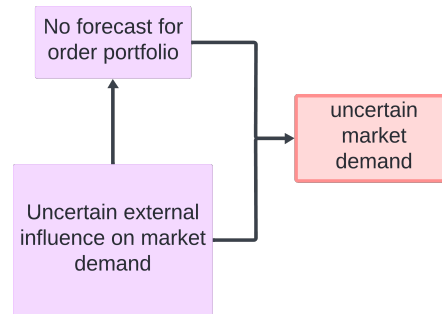 No forecast for
order portfolio
uncertain
market
demand
Uncertain external
influence on market
demand